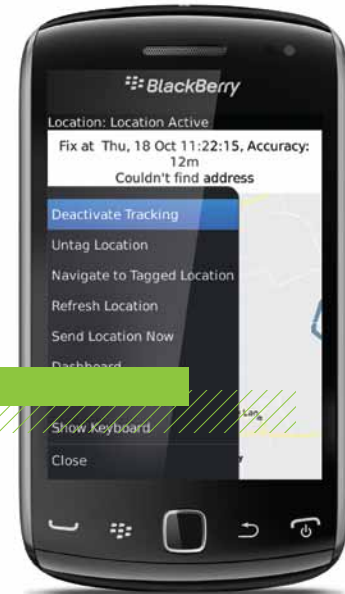 BlackBerry
Location: Location Active
Fix at Thu, 18 Oct 11:22:15, Accuracy:
12m
Couldn't find address
Deactivate Tracking
Untag Location
Navigate to Tagged Location
Refresh Location
Send Location Now
Dashboard
Show Keyboard
Close